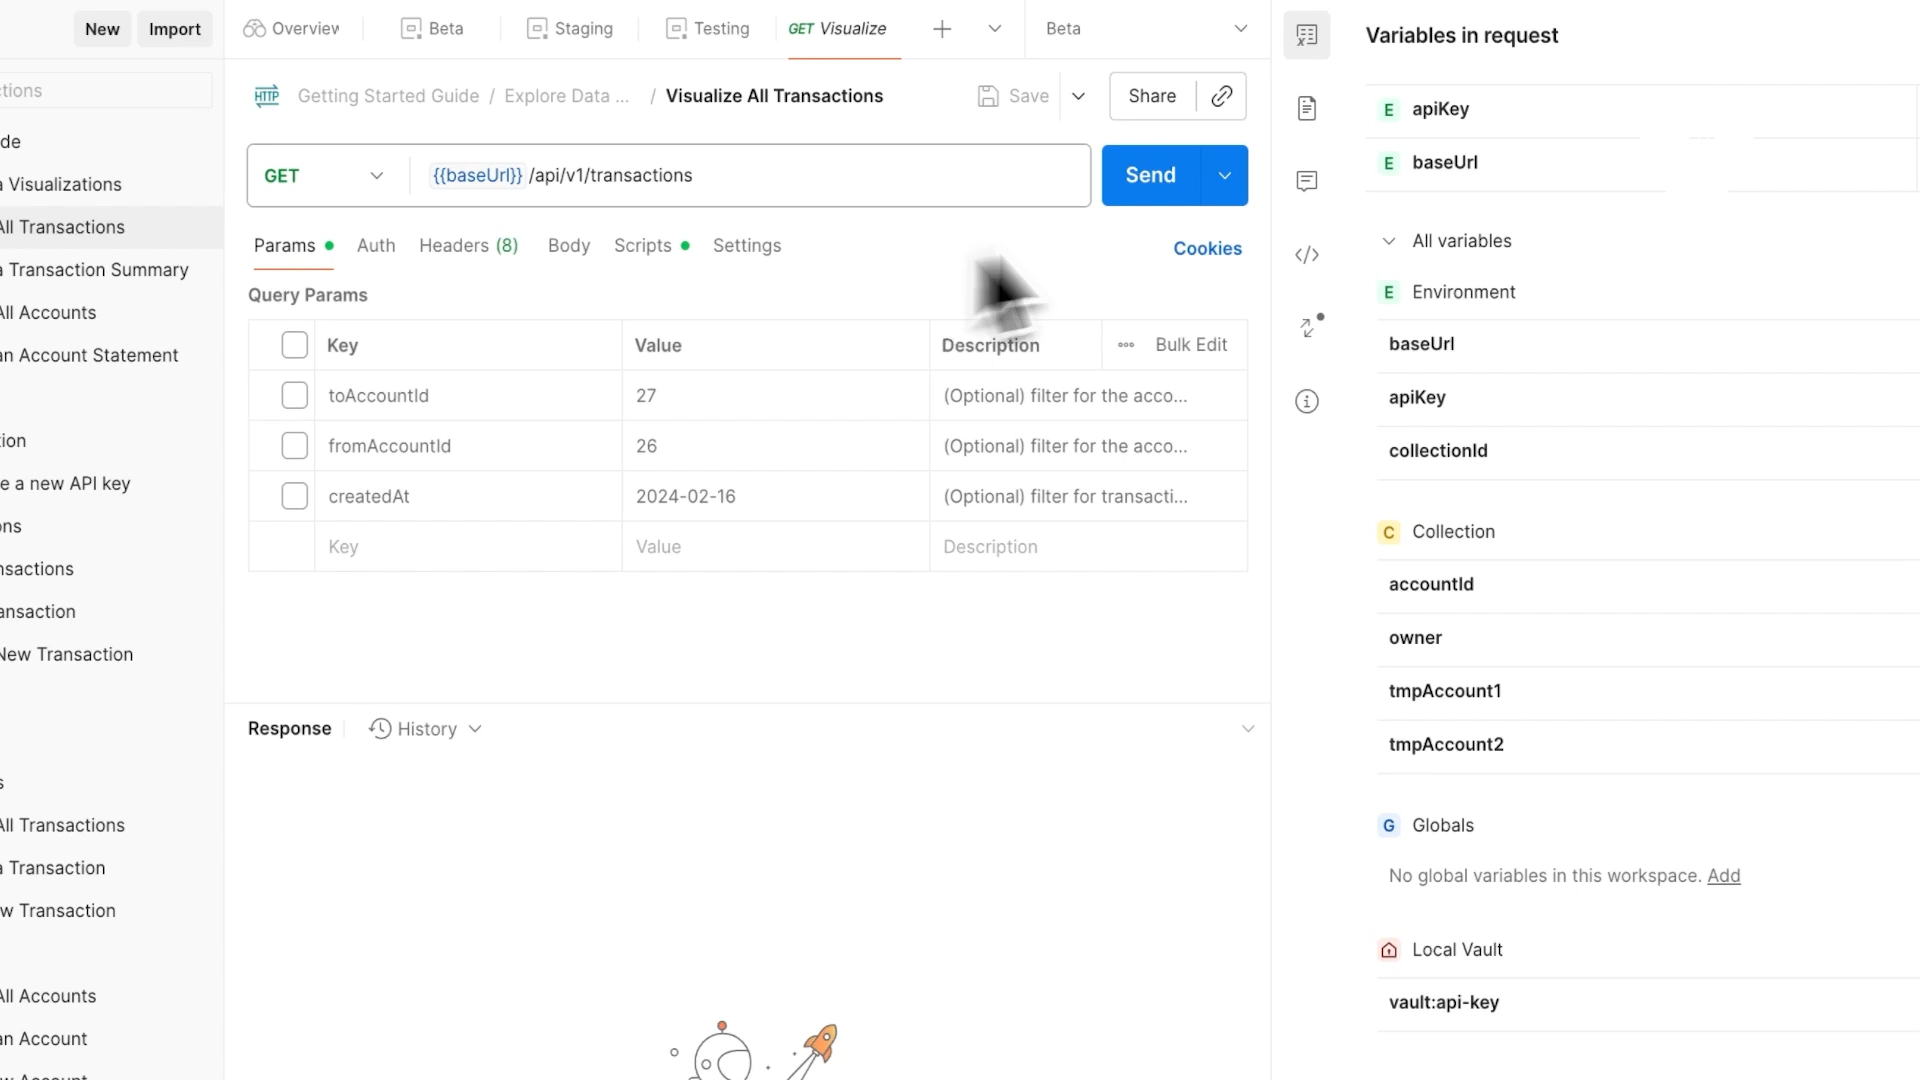 New
Import
Overview
Beta
Staging
Testing
GET Visualize
Beta
Variables in request
ctions
HTTP
Getting Started Guide / Explore Data ... / Visualize All Transactions
Save
Share
E apiKey
E baseUrl
de
a Visualizations
All Transactions
a Transaction Summary
All Accounts
an Account Statement
ion
e a new API key
ons
nsactions
ansaction
New Transaction
s
All Transactions
a Transaction
w Transaction
All Accounts
an Account
GET
{{baseUrl}} /api/v1/transactions
Send
Params
Auth
Headers (8)
Body
Scripts
Settings
Cookies
Query Params
Key
Value
Description
Bulk Edit
toAccountId
27
(Optional) filter for the acco...
fromAccountId
26
(Optional) filter for the acco...
createdAt
2024-02-16
(Optional) filter for transacti...
Key
Value
Description
Response
History
All variables
E Environment
baseUrl
apiKey
collectionId
C Collection
accountId
owner
tmpAccount1
tmpAccount2
G Globals
No global variables in this workspace. Add
Local Vault
vault:api-key